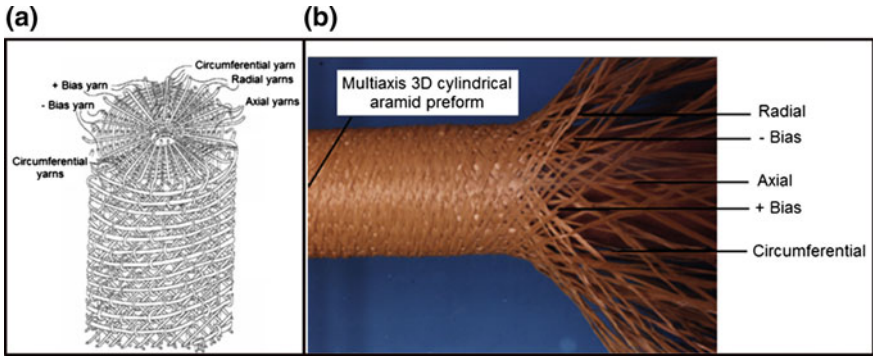 (a)
(b)
Circumferential yarn
+ Bias yarn
Radial yarns
- Bias yarn
Axial yarns
Circumferential
yarns
Multiaxis 3D cylindrical
aramid preform
Radial
- Bias
Axial
+ Bias
Circumferential